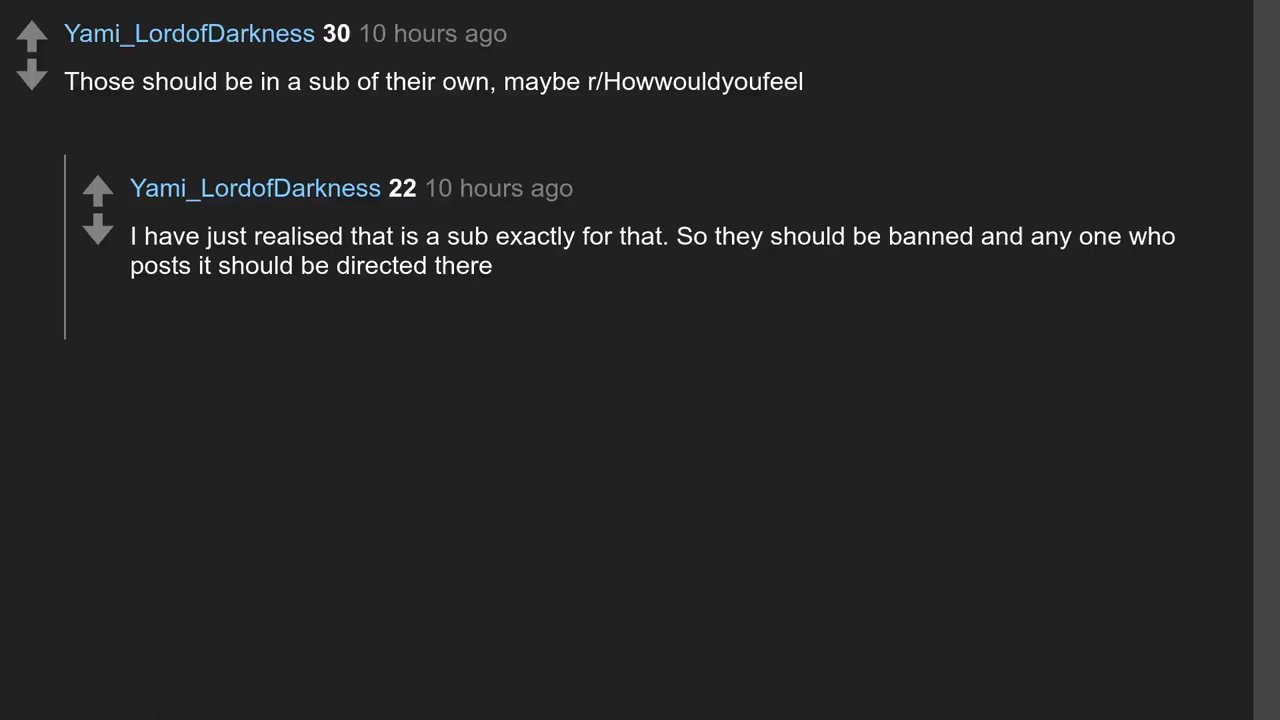 Yami_LordofDarkness 30 10 hours ago
Those should be in a sub of their own, maybe r/Howwouldyoufeel
Yami_LordofDarkness 22 10 hours ago
I have just realised that is a sub exactly for that. So they should be banned and any one who
posts it should be directed there